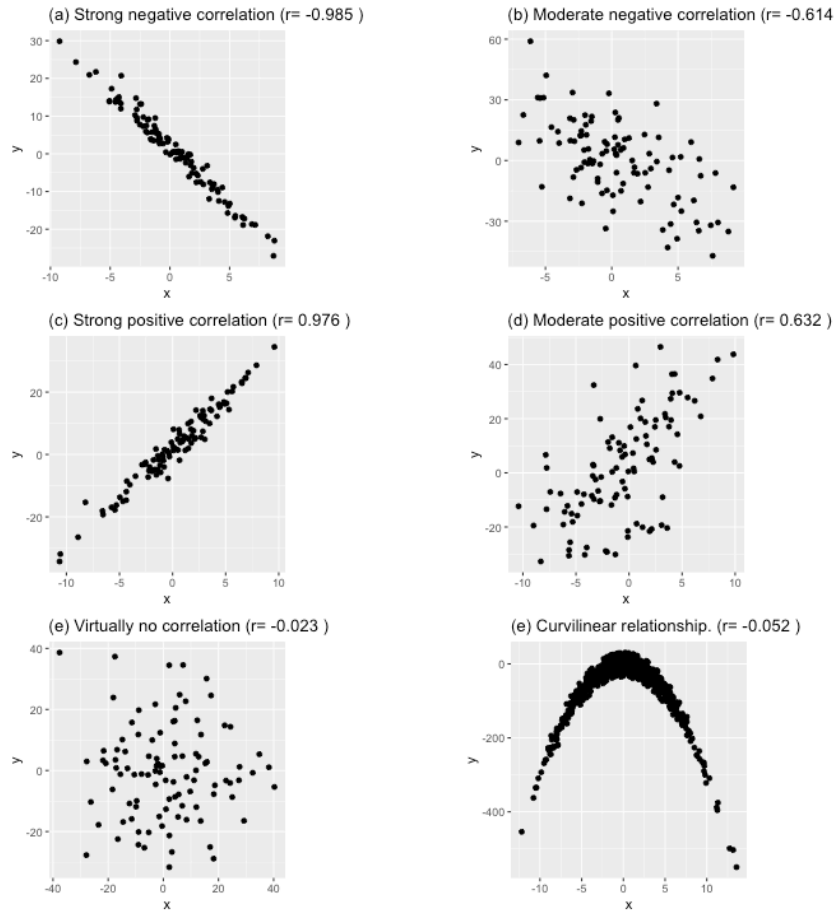 (a) Strong negative correlation (r= -0.985)
(b) Moderate negative correlation (r= -0.614
30
20
10
0
-10
-20
y
-10
-5
0
5
x
60
30
0
-30
y
-5
0
5
x
(c) Strong positive correlation (r= 0.976 )
(d) Moderate positive correlation (r= 0.632 )
20
0
-20
y
-10
-5
0
5
10
x
40
20
0
-20
y
-10
-5
0
5
10
x
(e) Virtually no correlation (r= -0.023 )
(e) Curvilinear relationship. (r= -0.052 )
40
20
0
-20
y
-40
-20
0
20
40
x
0
-200
-400
y
-10
-5
0
5
10
x